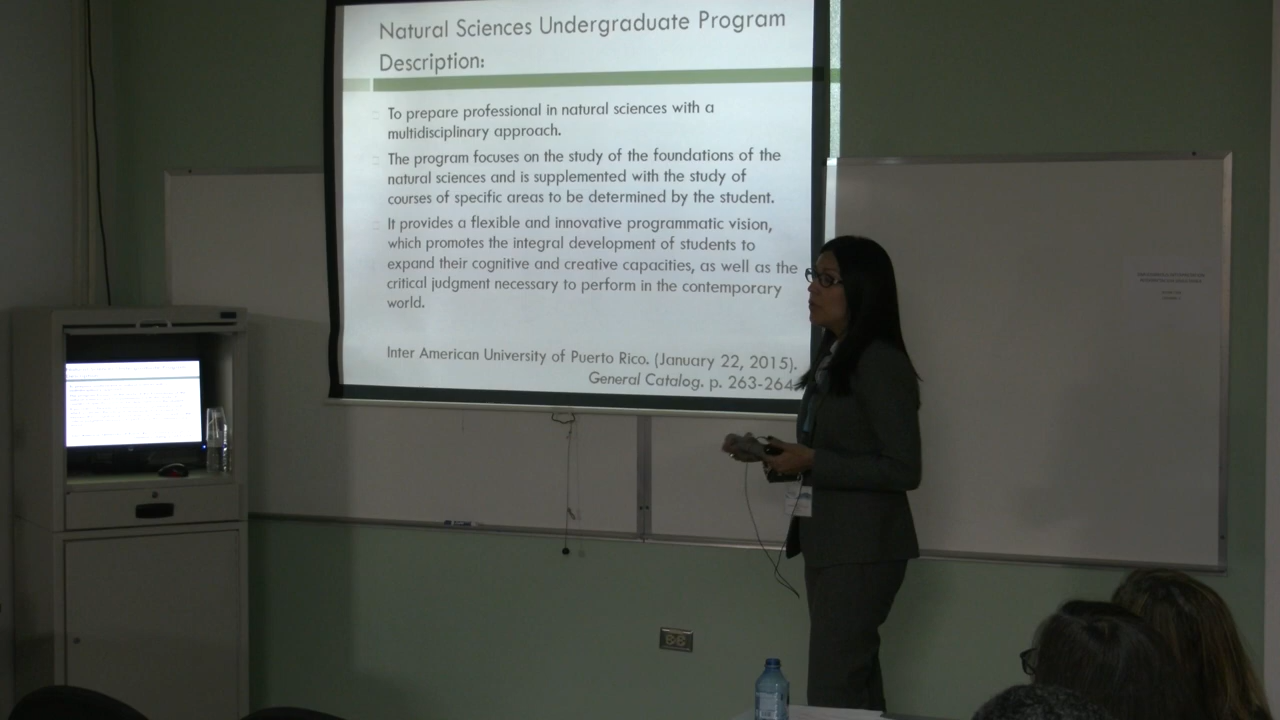 Natural Sciences Undergraduate Program
Description:
To prepare professional in natural sciences with a
multidisciplinary approach.
The program focuses on the study of the foundations of the
natural sciences and is supplemented with the study of
courses of specific areas to be determined by the student.
It provides a flexible and innovative programmatic vision,
which promotes the integral development of students to
expand their cognitive and creative capacities, as well as the
critical judgment necessary to perform in the contemporary
world.
Inter American University of Puerto Rico. (January 22, 2015).
General Catalog. p. 263-264.